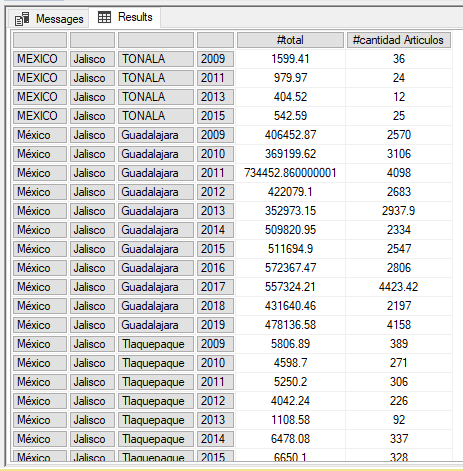 Messages Results
#total #cantidad Articulos
MEXICO Jalisco TONALA 2009 1599.41 36
MEXICO Jalisco TONALA 2011 979.97 24
MEXICO Jalisco TONALA 2013 404.52 12
MEXICO Jalisco TONALA 2015 542.59 25
México Jalisco Guadalajara 2009 406452.87 2570
México Jalisco Guadalajara 2010 369199.62 3106
México Jalisco Guadalajara 2011 734452.860000001 4098
México Jalisco Guadalajara 2012 422079.1 2683
México Jalisco Guadalajara 2013 352973.15 2937.9
México Jalisco Guadalajara 2014 509820.95 2334
México Jalisco Guadalajara 2015 511694.9 2547
México Jalisco Guadalajara 2016 572367.47 2806
México Jalisco Guadalajara 2017 557324.21 4423.42
México Jalisco Guadalajara 2018 431640.46 2197
México Jalisco Guadalajara 2019 478136.58 4158
México Jalisco Tlaquepaque 2009 5806.89 389
México Jalisco Tlaquepaque 2010 4598.7 271
México Jalisco Tlaquepaque 2011 5250.2 306
México Jalisco Tlaquepaque 2012 4042.24 226
México Jalisco Tlaquepaque 2013 1108.58 92
México Jalisco Tlaquepaque 2014 6478.08 337
México Jalisco Tlaquepaque 2015 6650.1 328